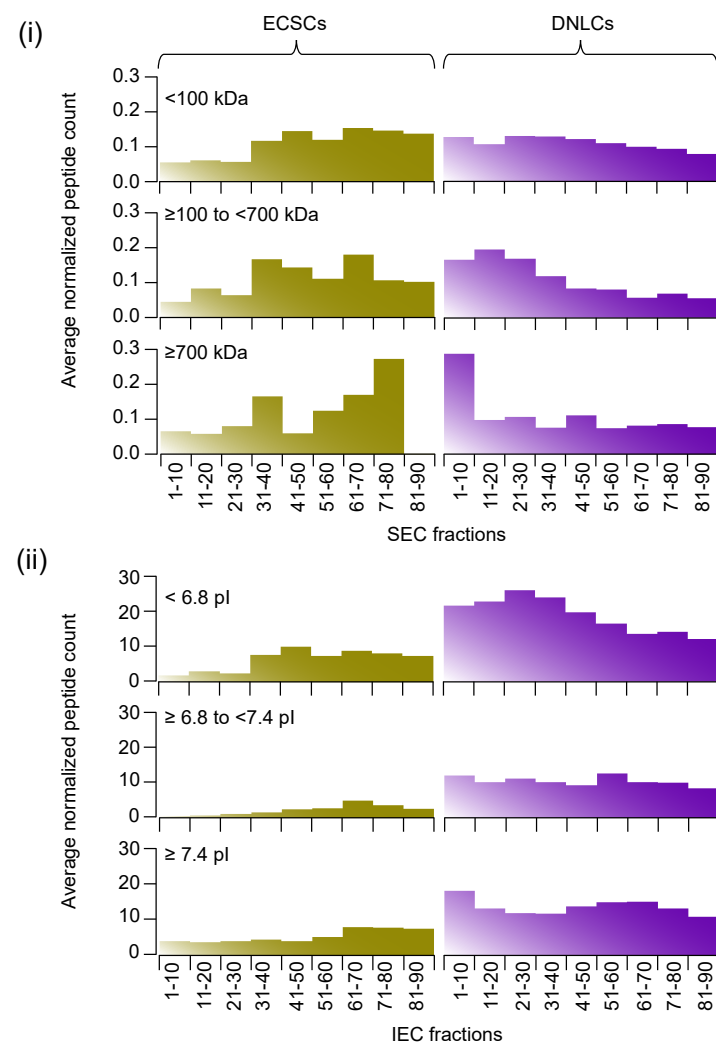 (i)
ECSCs
DNLCs
Average normalized peptide count
0.3
<100 kDa
0.2
0.1
0.0
0.3
≥100 to <700 kDa
0.2
0.1
0.0
0.3
≥700 kDa
0.2
0.1
0.0
1-10 11-20 21-30 31-40 41-50 51-60 61-70 71-80 81-90 1-10 11-20 21-30 31-40 41-50 51-60 61-70 71-80 81-90
SEC fractions
(ii)
Average normalized peptide count
30
< 6.8 pI
20
10
0
30
≥ 6.8 to <7.4 pI
20
10
0
30
≥ 7.4 pI
20
10
0
1-10 11-20 21-30 31-40 41-50 51-60 61-70 71-80 81-90 1-10 11-20 21-30 31-40 41-50 51-60 61-70 71-80 81-90
IEC fractions